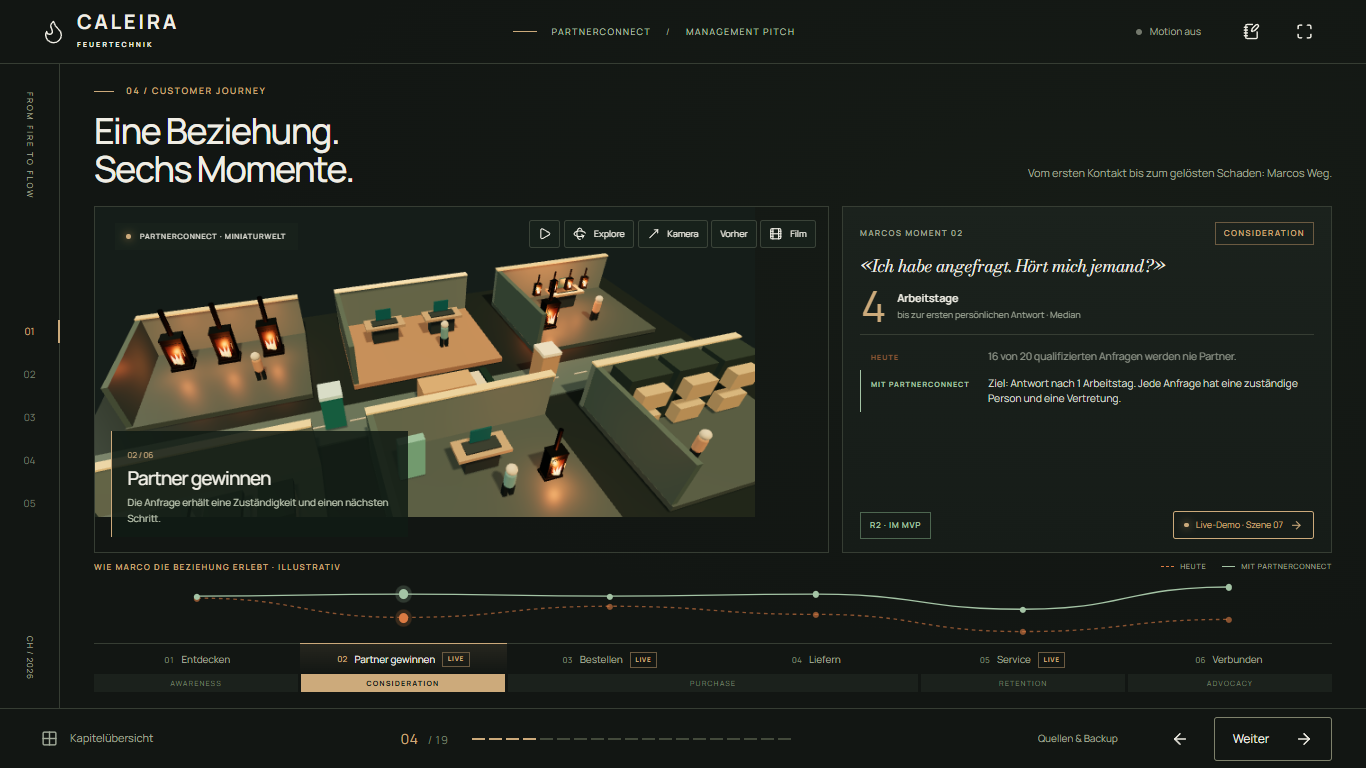 CALEIRA
FEUERTECHNIK
PARTNERCONNECT / MANAGEMENT PITCH
Motion aus
FROM FIRE TO FLOW
01
02
03
04
05
CH / 2026
04 / CUSTOMER JOURNEY
Eine Beziehung.
Sechs Momente.
Vom ersten Kontakt bis zum gelösten Schaden: Marcos Weg.
PARTNERCONNECT · MINIATURWELT
Explore
Kamera
Vorher
Film
02 / 06
Partner gewinnen
Die Anfrage erhält eine Zuständigkeit und einen nächsten
Schritt.
MARCOS MOMENT 02
CONSIDERATION
«Ich habe angefragt. Hört mich jemand?»
4
Arbeitstage
bis zur ersten persönlichen Antwort · Median
HEUTE
16 von 20 qualifizierten Anfragen werden nie Partner.
MIT PARTNERCONNECT
Ziel: Antwort nach 1 Arbeitstag. Jede Anfrage hat eine zuständige
Person und eine Vertretung.
R2 · IM MVP
Live-Demo · Szene 07
WIE MARCO DIE BEZIEHUNG ERLEBT · ILLUSTRATIV
HEUTE
MIT PARTNERCONNECT
01 Entdecken
02 Partner gewinnen LIVE
03 Bestellen LIVE
04 Liefern
05 Service LIVE
06 Verbunden
AWARENESS
CONSIDERATION
PURCHASE
RETENTION
ADVOCACY
Kapitelübersicht
04 / 19
Quellen & Backup
Weiter